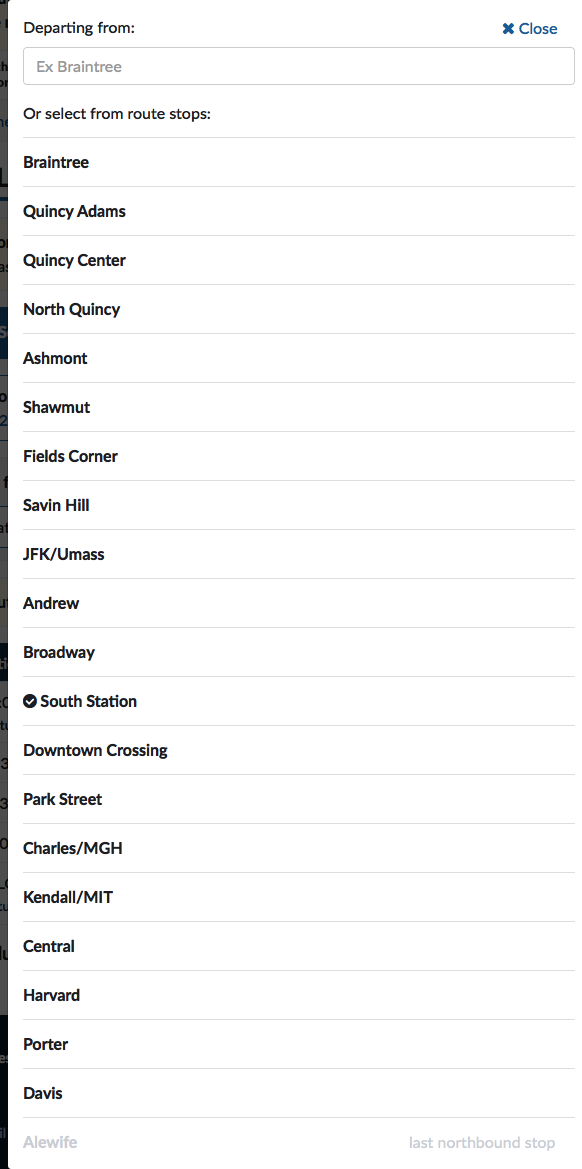 Departing from:
Close
Ex Braintree
Or select from route stops:
Braintree
Quincy Adams
Quincy Center
North Quincy
Ashmont
Shawmut
Fields Corner
Savin Hill
JFK/Umass
Andrew
Broadway
South Station
Downtown Crossing
Park Street
Charles/MGH
Kendall/MIT
Central
Harvard
Porter
Davis
Alewife last northbound stop